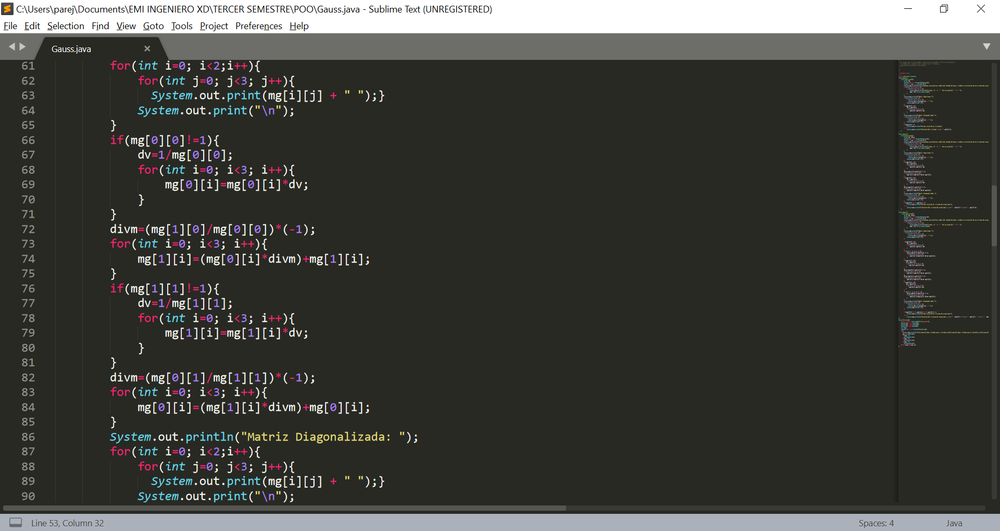 C:\Users\parej\Documents\EMI INGENIERO XD\TERCER SEMESTRE\POO\Gauss.java - Sublime Text (UNREGISTERED)
File Edit Selection Find View Goto Tools Project Preferences Help
Gauss.java
61 for(int i=0; i<2;i++){
62 for(int j=0; j<3; j++){
63 System.out.print(mg[i][j] + " ");}
64 System.out.print("\n");
65 }
66 if(mg[0][0]!=1){
67 dv=1/mg[0][0];
68 for(int i=0; i<3; i++){
69 mg[0][i]=mg[0][i]*dv;
70 }
71 }
72 divm=(mg[1][0]/mg[0][0])*(-1);
73 for(int i=0; i<3; i++){
74 mg[1][i]=(mg[0][i]*divm)+mg[1][i];
75 }
76 if(mg[1][1]!=1){
77 dv=1/mg[1][1];
78 for(int i=0; i<3; i++){
79 mg[1][i]=mg[1][i]*dv;
80 }
81 }
82 divm=(mg[0][1]/mg[1][1])*(-1);
83 for(int i=0; i<3; i++){
84 mg[0][i]=(mg[1][i]*divm)+mg[0][i];
85 }
86 System.out.println("Matriz Diagonalizada: ");
87 for(int i=0; i<2;i++){
88 for(int j=0; j<3; j++){
89 System.out.print(mg[i][j] + " ");}
90 System.out.print("\n");
Line 53, Column 32
Spaces: 4
Java